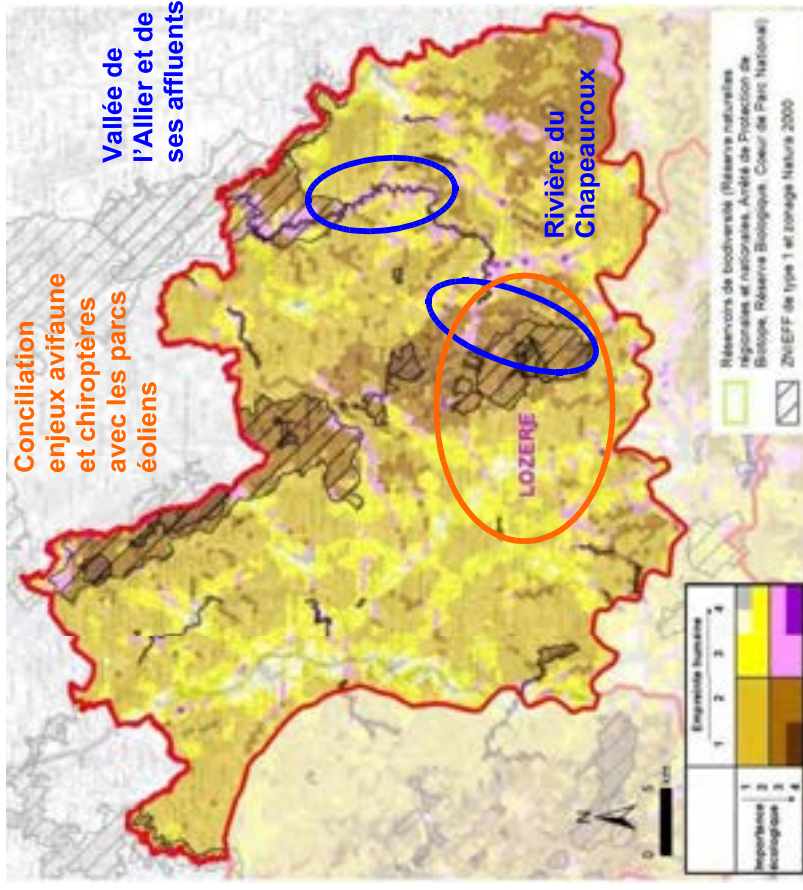 Conciliation
enjeux avifaune
et chiroptères
avec les parcs
éoliens
Vallée de
l'Allier et de
ses affluents
Rivière du
Chapeauroux
LOZERE
Réservoirs de biodiversité (Réserve naturelles
régionales et nationales, Arrêté de Protection de
Biotope, Réserve Biologique, Coeur de Parc National)
ZNIEFF de type 1 et zonage Natura 2000
Empreinte humaine
1 2 3 4
Importance
écologique
1
2
3
4
N
0 5
km